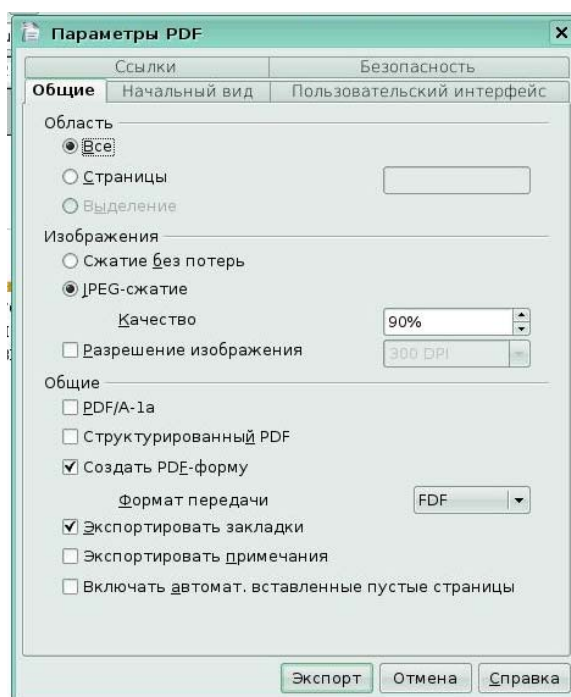 Параметры PDF
Ссылки Безопасность
Общие Начальный вид Пользовательский интерфейс
Область
Все
Страницы
Выделение
Изображения
Сжатие без потерь
JPEG-сжатие
Качество 90%
Разрешение изображения 300 DPI
Общие
PDF/A-1a
Структурированный PDF
Создать PDF-форму
Формат передачи FDF
Экспортировать закладки
Экспортировать примечания
Включать автомат. вставленные пустые страницы
Экспорт Отмена Справка